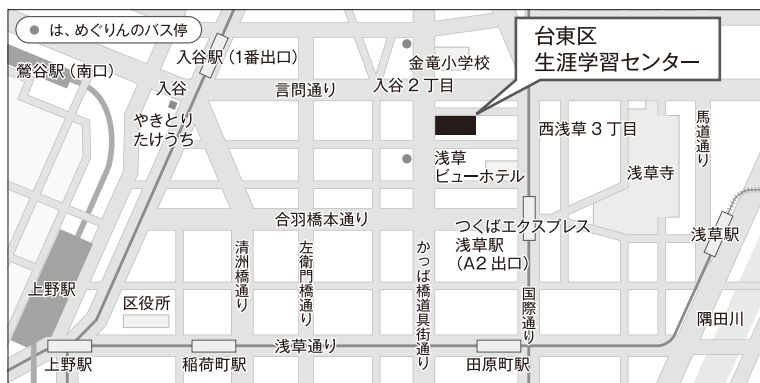 ● は、めぐりんのバス停
台東区
生涯学習センター
入谷駅（1番出口）
金竜小学校
鶯谷駅（南口）
入谷
言問通り
入谷２丁目
やきとり
たけうち
西浅草３丁目
馬道通り
浅草
ビューホテル
浅草寺
合羽橋本通り
つくばエクスプレス
浅草駅
（A2 出口）
浅草駅
清洲橋通り
左衛門橋通り
かっぱ橋道具街通り
国際通り
上野駅
区役所
隅田川
浅草通り
上野駅
稲荷町駅
田原町駅